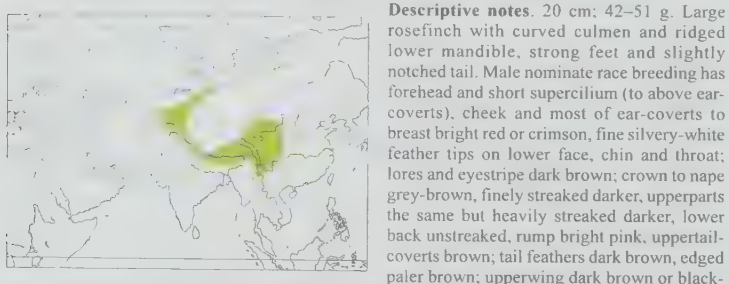 Descriptive notes. 20 cm; 42–51 g. Large
rosefinch with curved culmen and ridged
lower mandible, strong feet and slightly
notched tail. Male nominate race breeding has
forehead and short supercilium (to above ear-
coverts), cheek and most of ear-coverts to
breast bright red or crimson, fine silvery-white
feather tips on lower face, chin and throat;
lores and eyestripe dark brown; crown to nape
grey-brown, finely streaked darker, upperparts
the same but heavily streaked darker, lower
back unstreaked, rump bright pink, uppertail-
coverts brown; tail feathers dark brown, edged
paler brown; upperwing dark brown or black-